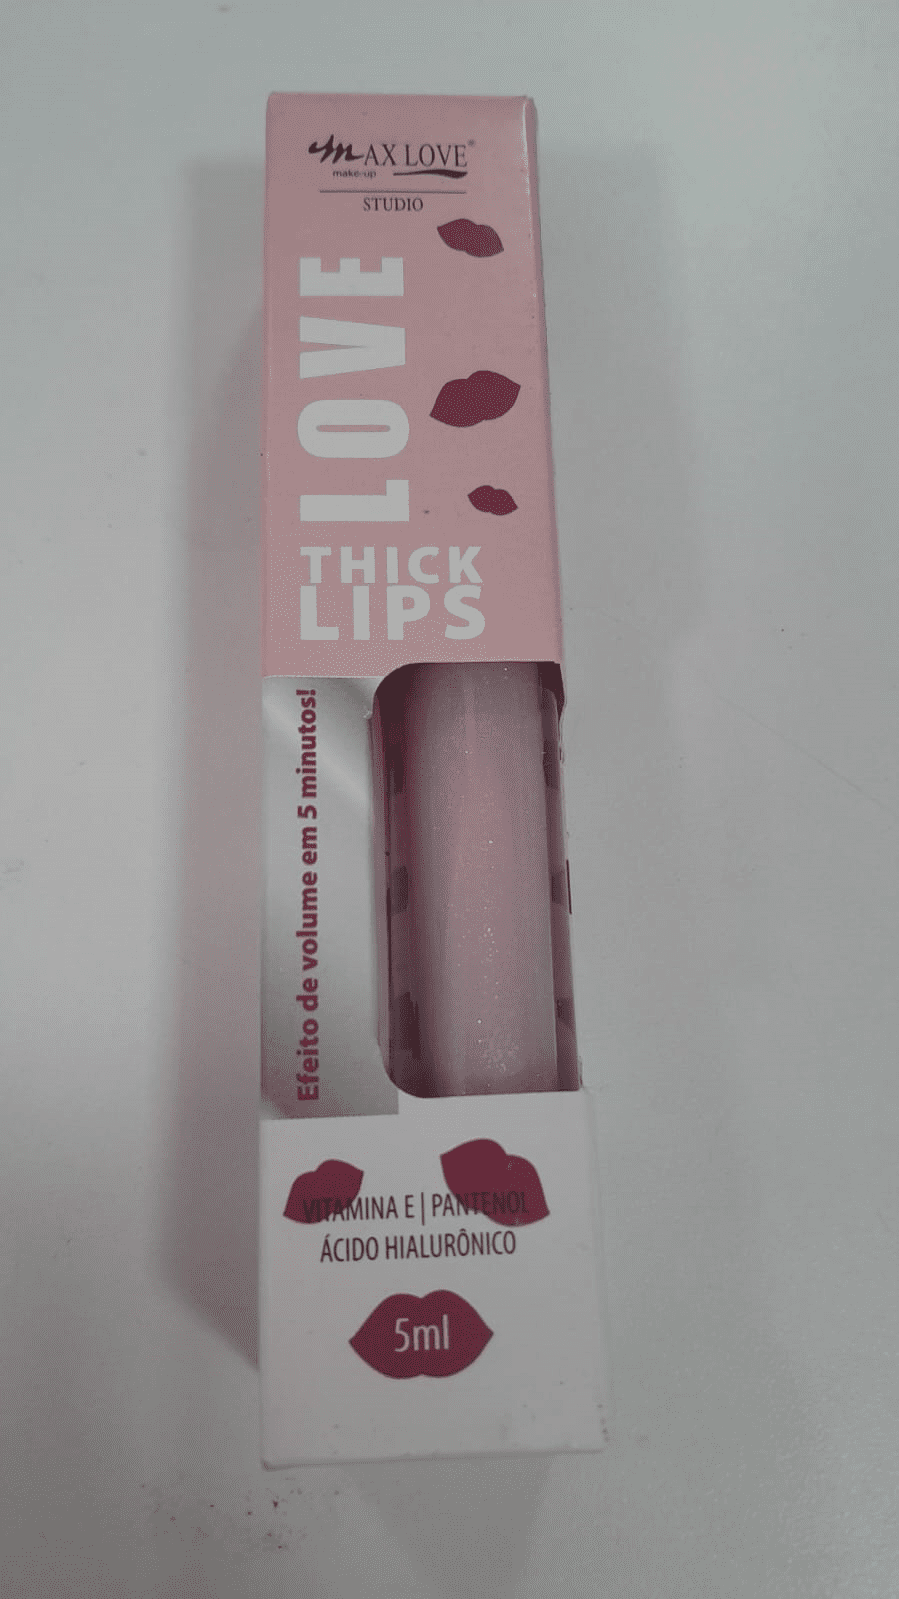 MAX LOVE®
make-up
STUDIO
LOVE
THICK
LIPS
Efeito de volume em 5 minutos!
VITAMINA E | PANTENOL
ÁCIDO HIALURÔNICO
5ml